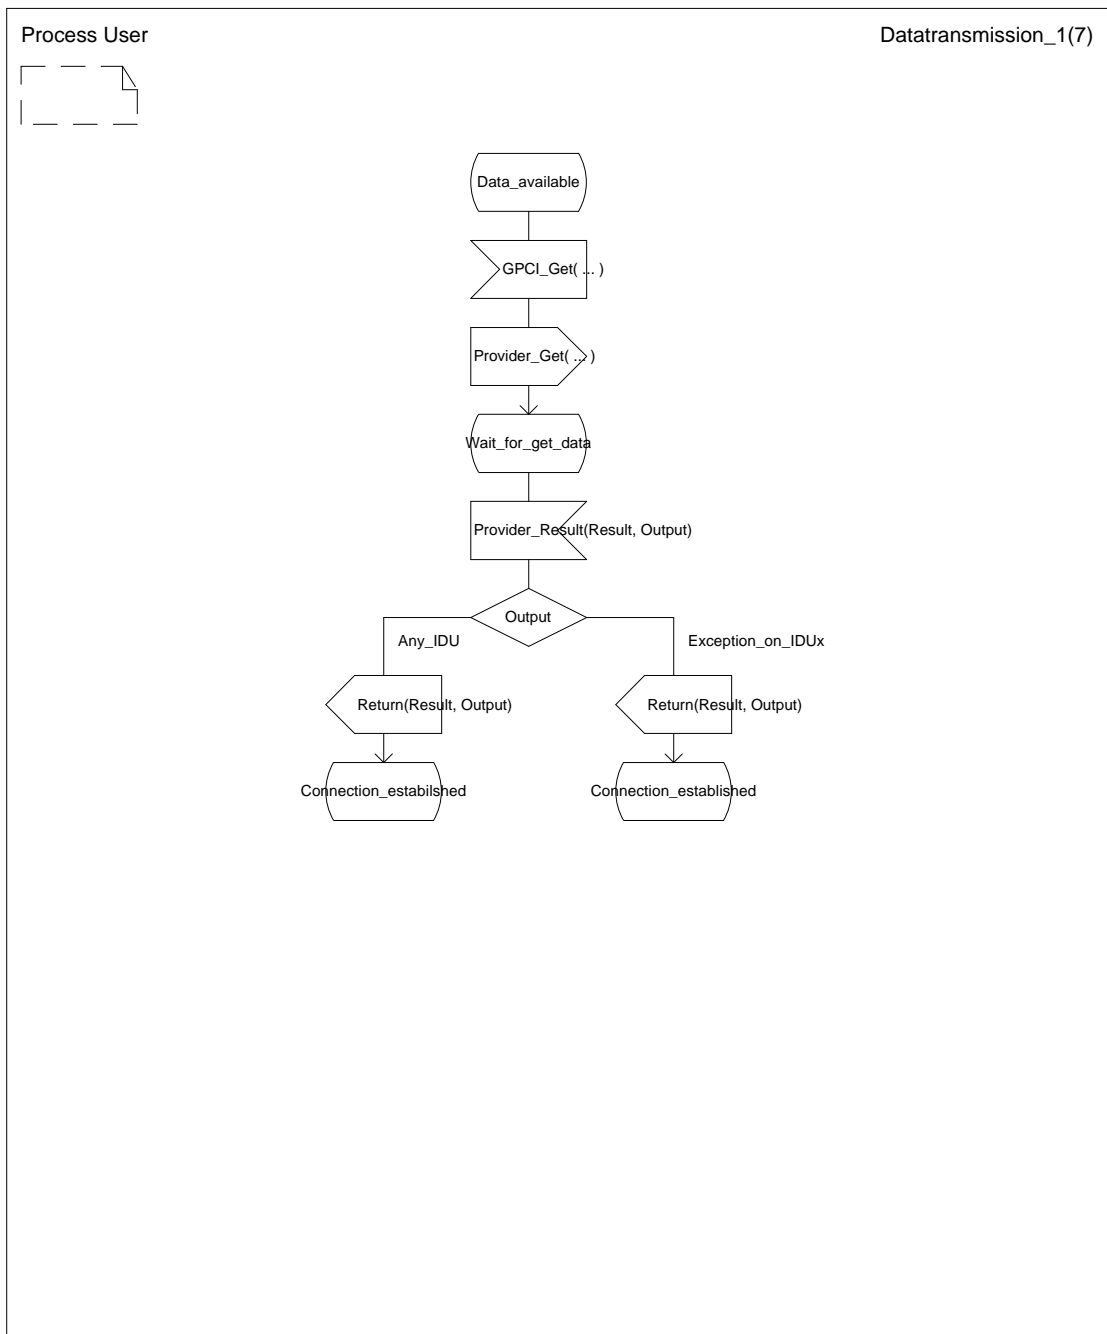 Process User
Datatransmission_1(7)
Data_available
GPCI_Get( ... )
Provider_Get( ... )
Wait_for_get_data
Provider_Result(Result, Output)
Output
Any_IDU
Exception_on_IDUx
Return(Result, Output)
Return(Result, Output)
Connection_estabilshed
Connection_established